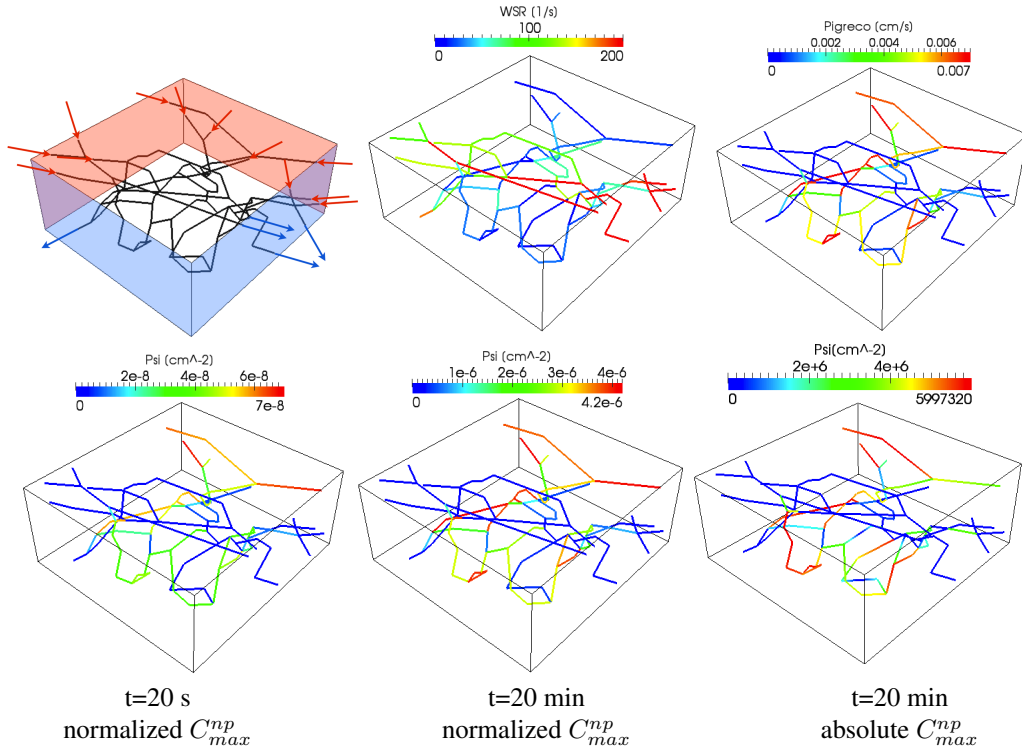 WSR [1/s]
100
0 200
Pigreco [cm/s]
0.002 0.004 0.006
0 0.007
Psi [cm^-2]
2e-8 4e-8 6e-8
0 7e-8
Psi [cm^-2]
1e-6 2e-6 3e-6 4e-6
0 4.2e-6
Psi[cm^-2]
2e+6 4e+6
0 5997320
t=20 s
normalized $C_{max}^{np}$
t=20 min
normalized $C_{max}^{np}$
t=20 min
absolute $C_{max}^{np}$